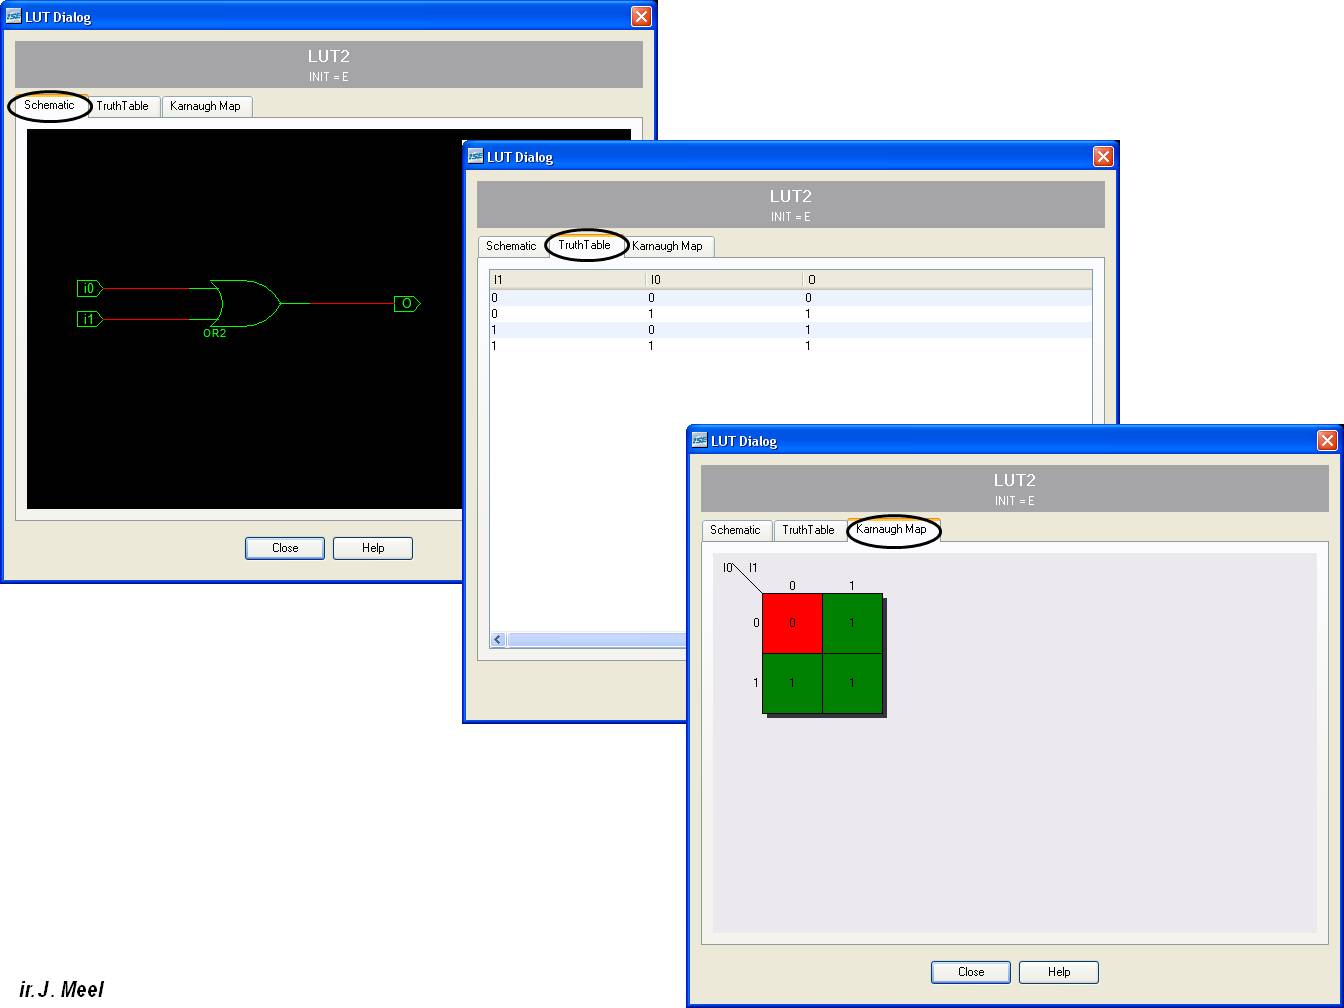 LUT Dialog
LUT2
INIT = E
Schematic TruthTable Karnaugh Map
i0
i1
OR2
O
Close Help
LUT Dialog
LUT2
INIT = E
Schematic TruthTable Karnaugh Map
I1 I0 O
0 0 0
0 1 1
1 0 1
1 1 1
LUT Dialog
LUT2
INIT = E
Schematic TruthTable Karnaugh Map
I0 I1
0 1
0 0 1
1 1 1
Close Help
ir. J. Meel